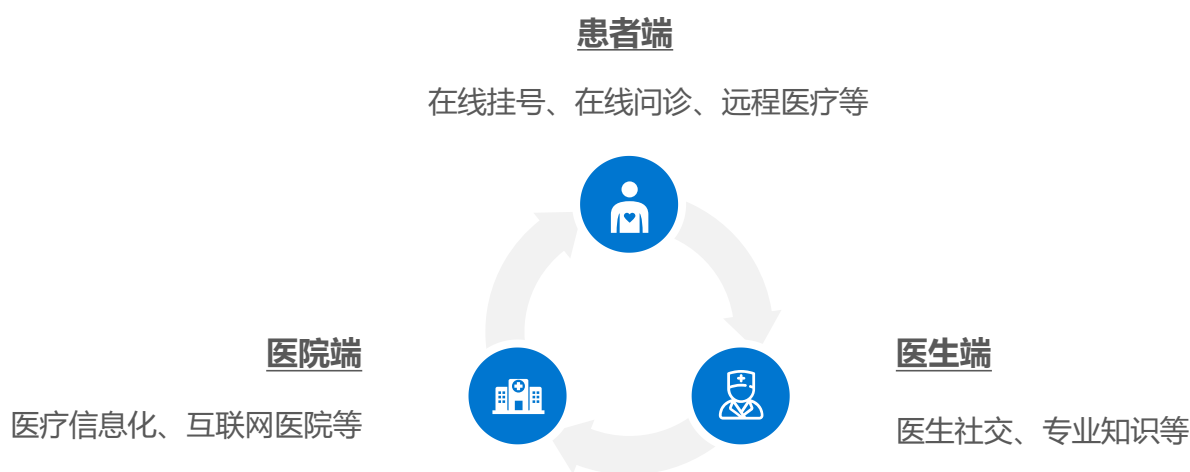 患者端
在线挂号、在线问诊、远程医疗等
医院端
医疗信息化、互联网医院等
医生端
医生社交、专业知识等